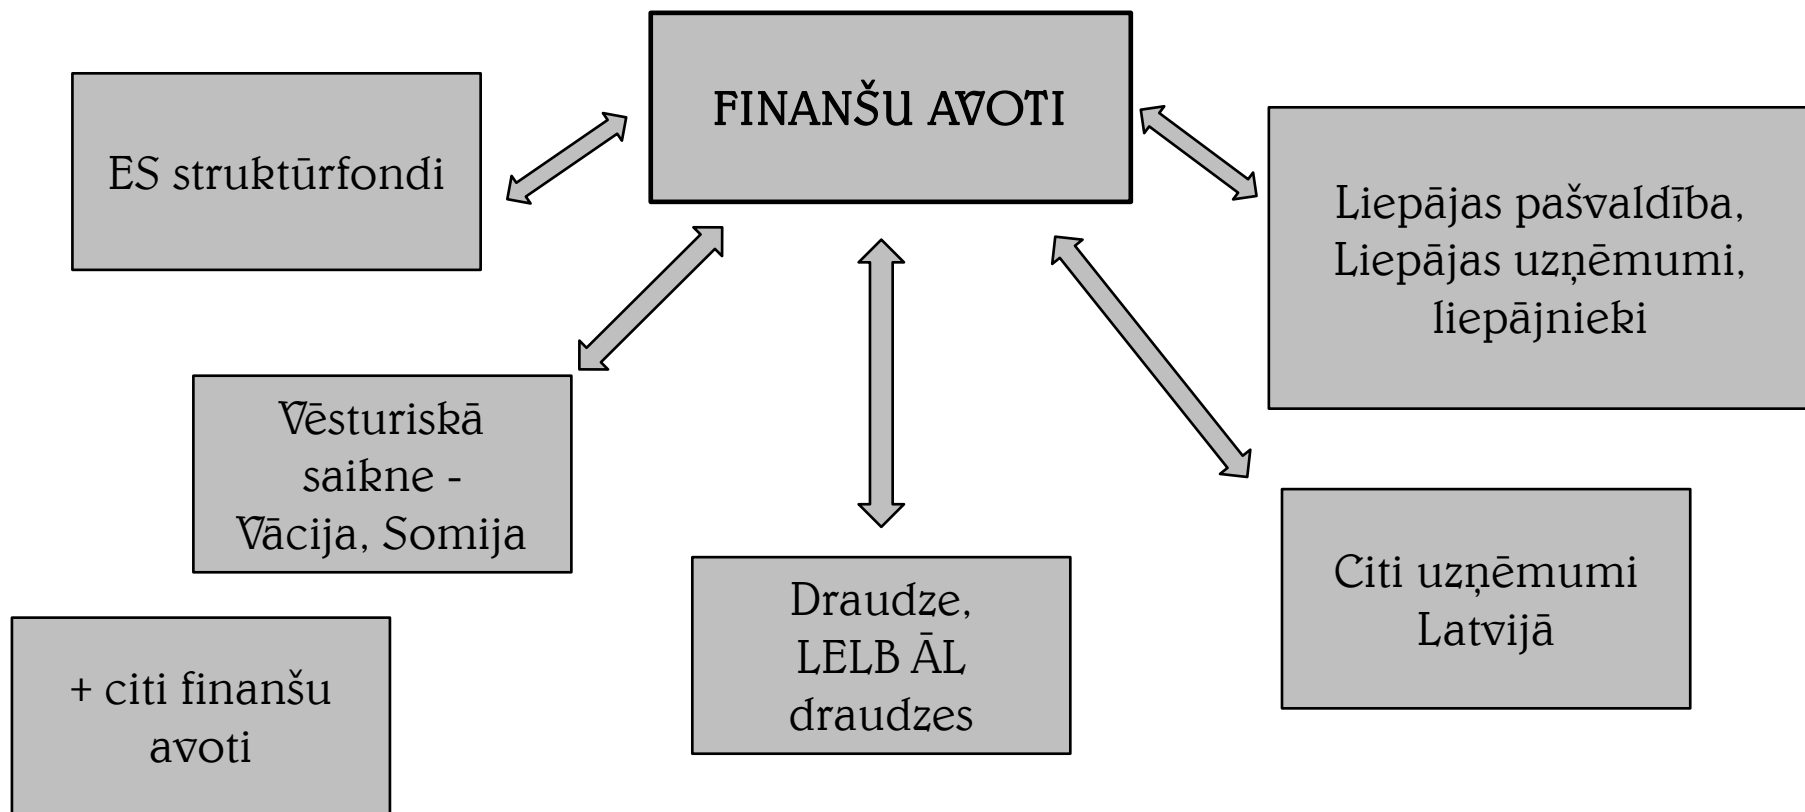 FINANŠU AVOTI
ES struktūrfondi
Liepājas pašvaldība,
Liepājas uzņēmumi,
liepājnieki
Vēsturiskā
saikne -
Vācija, Somija
Citi uzņēmumi
Latvijā
Draudze,
LELB ĀL
draudzes
+ citi finanšu
avoti